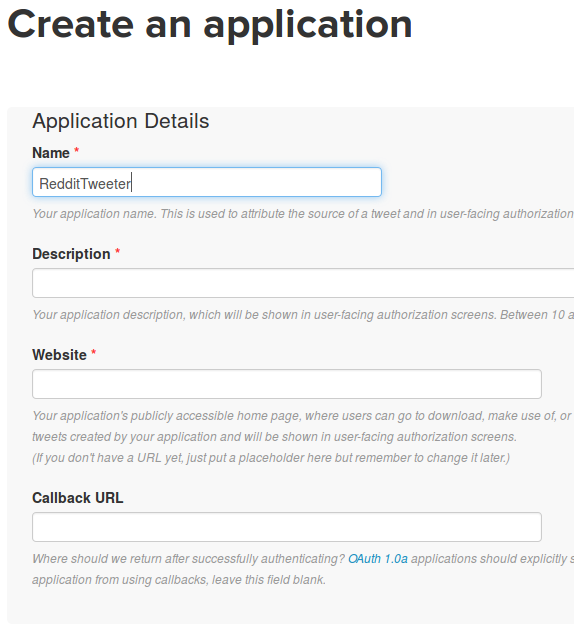 Create an application
Application Details
Name *
RedditTweeter
Your application name. This is used to attribute the source of a tweet and in user-facing authorization
Description *
Your application description, which will be shown in user-facing authorization screens. Between 10 a
Website *
Your application's publicly accessible home page, where users can go to download, make use of, or
tweets created by your application and will be shown in user-facing authorization screens.
(If you don't have a URL yet, just put a placeholder here but remember to change it later.)
Callback URL
Where should we return after successfully authenticating? OAuth 1.0a applications should explicitly s
application from using callbacks, leave this field blank.